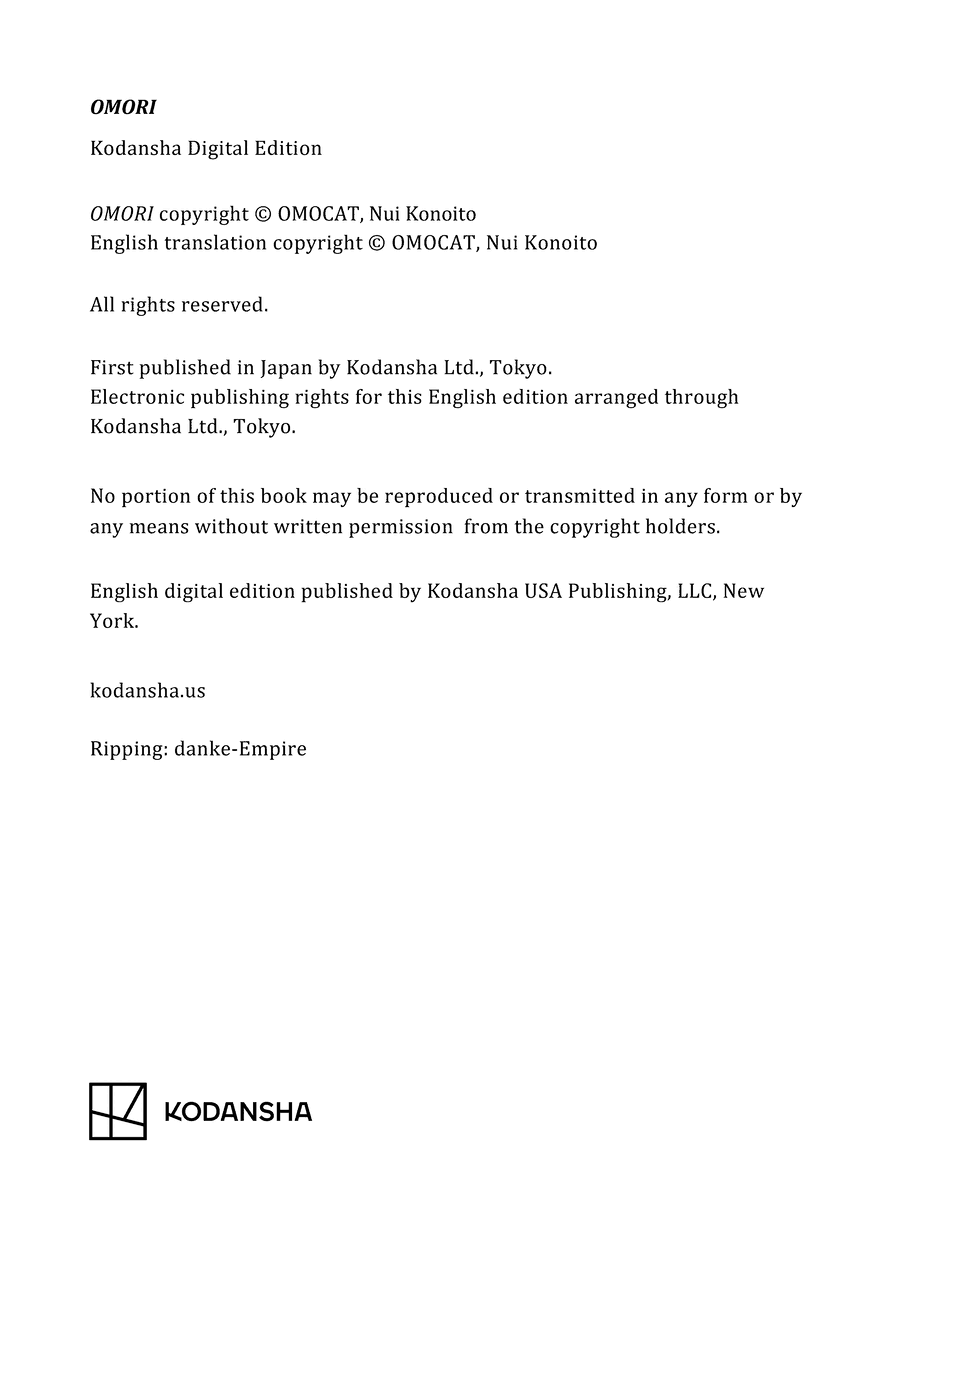 OMORI
Kodansha Digital Edition
OMORI copyright © OMOCAT, Nui Konoito
English translation copyright © OMOCAT, Nui Konoito
All rights reserved.
First published in Japan by Kodansha Ltd., Tokyo.
Electronic publishing rights for this English edition arranged through
Kodansha Ltd., Tokyo.
No portion of this book may be reproduced or transmitted in any form or by
any means without written permission  from the copyright holders.
English digital edition published by Kodansha USA Publishing, LLC, New
York.
kodansha.us
Ripping: danke-Empire
KODANSHA